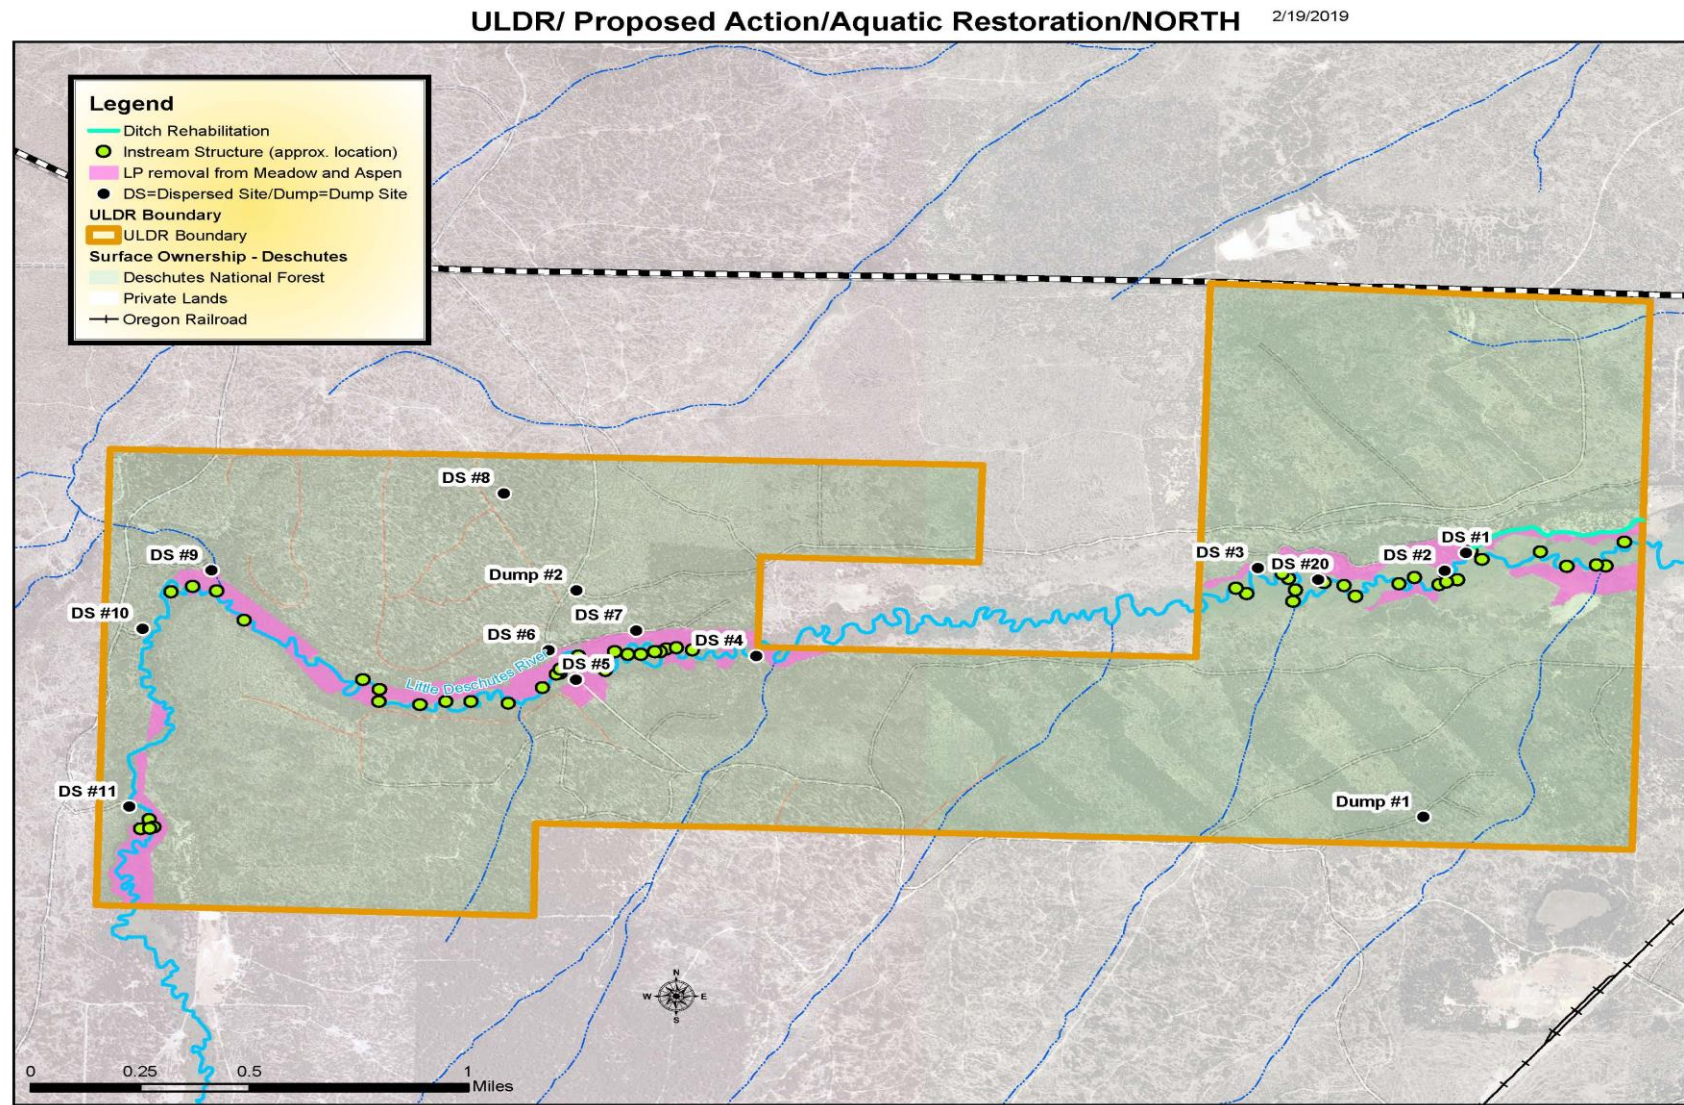 ULDR/ Proposed Action/Aquatic Restoration/NORTH 2/19/2019
Legend
Ditch Rehabilitation
Instream Structure (approx. location)
LP removal from Meadow and Aspen
DS=Dispersed Site/Dump=Dump Site
ULDR Boundary
ULDR Boundary
Surface Ownership - Deschutes
Deschutes National Forest
Private Lands
Oregon Railroad
DS #8
DS #1
DS #9
DS #3
DS #2
DS #20
Dump #2
DS #10
DS #7
DS #6
DS #4
DS #5
Little Deschutes River
DS #11
Dump #1
N
W E
S
0 0.25 0.5 1
Miles